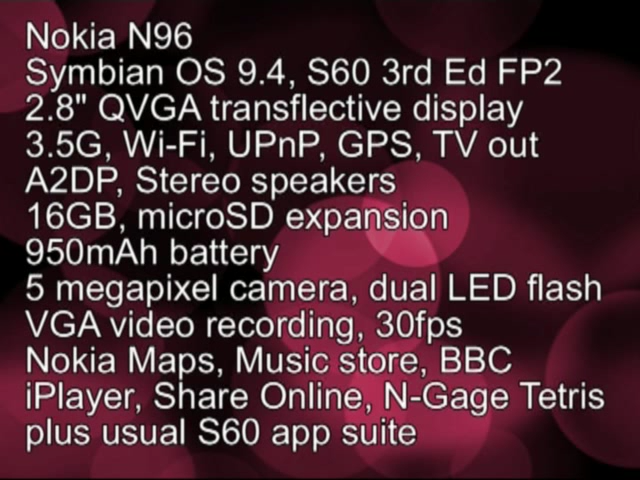 Nokia N96
Symbian OS 9.4, S60 3rd Ed FP2
2.8" QVGA transflective display
3.5G, Wi-Fi, UPnP, GPS, TV out
A2DP, Stereo speakers
16GB, microSD expansion
950mAh battery
5 megapixel camera, dual LED flash
VGA video recording, 30fps
Nokia Maps, Music store, BBC
iPlayer, Share Online, N-Gage Tetris
plus usual S60 app suite